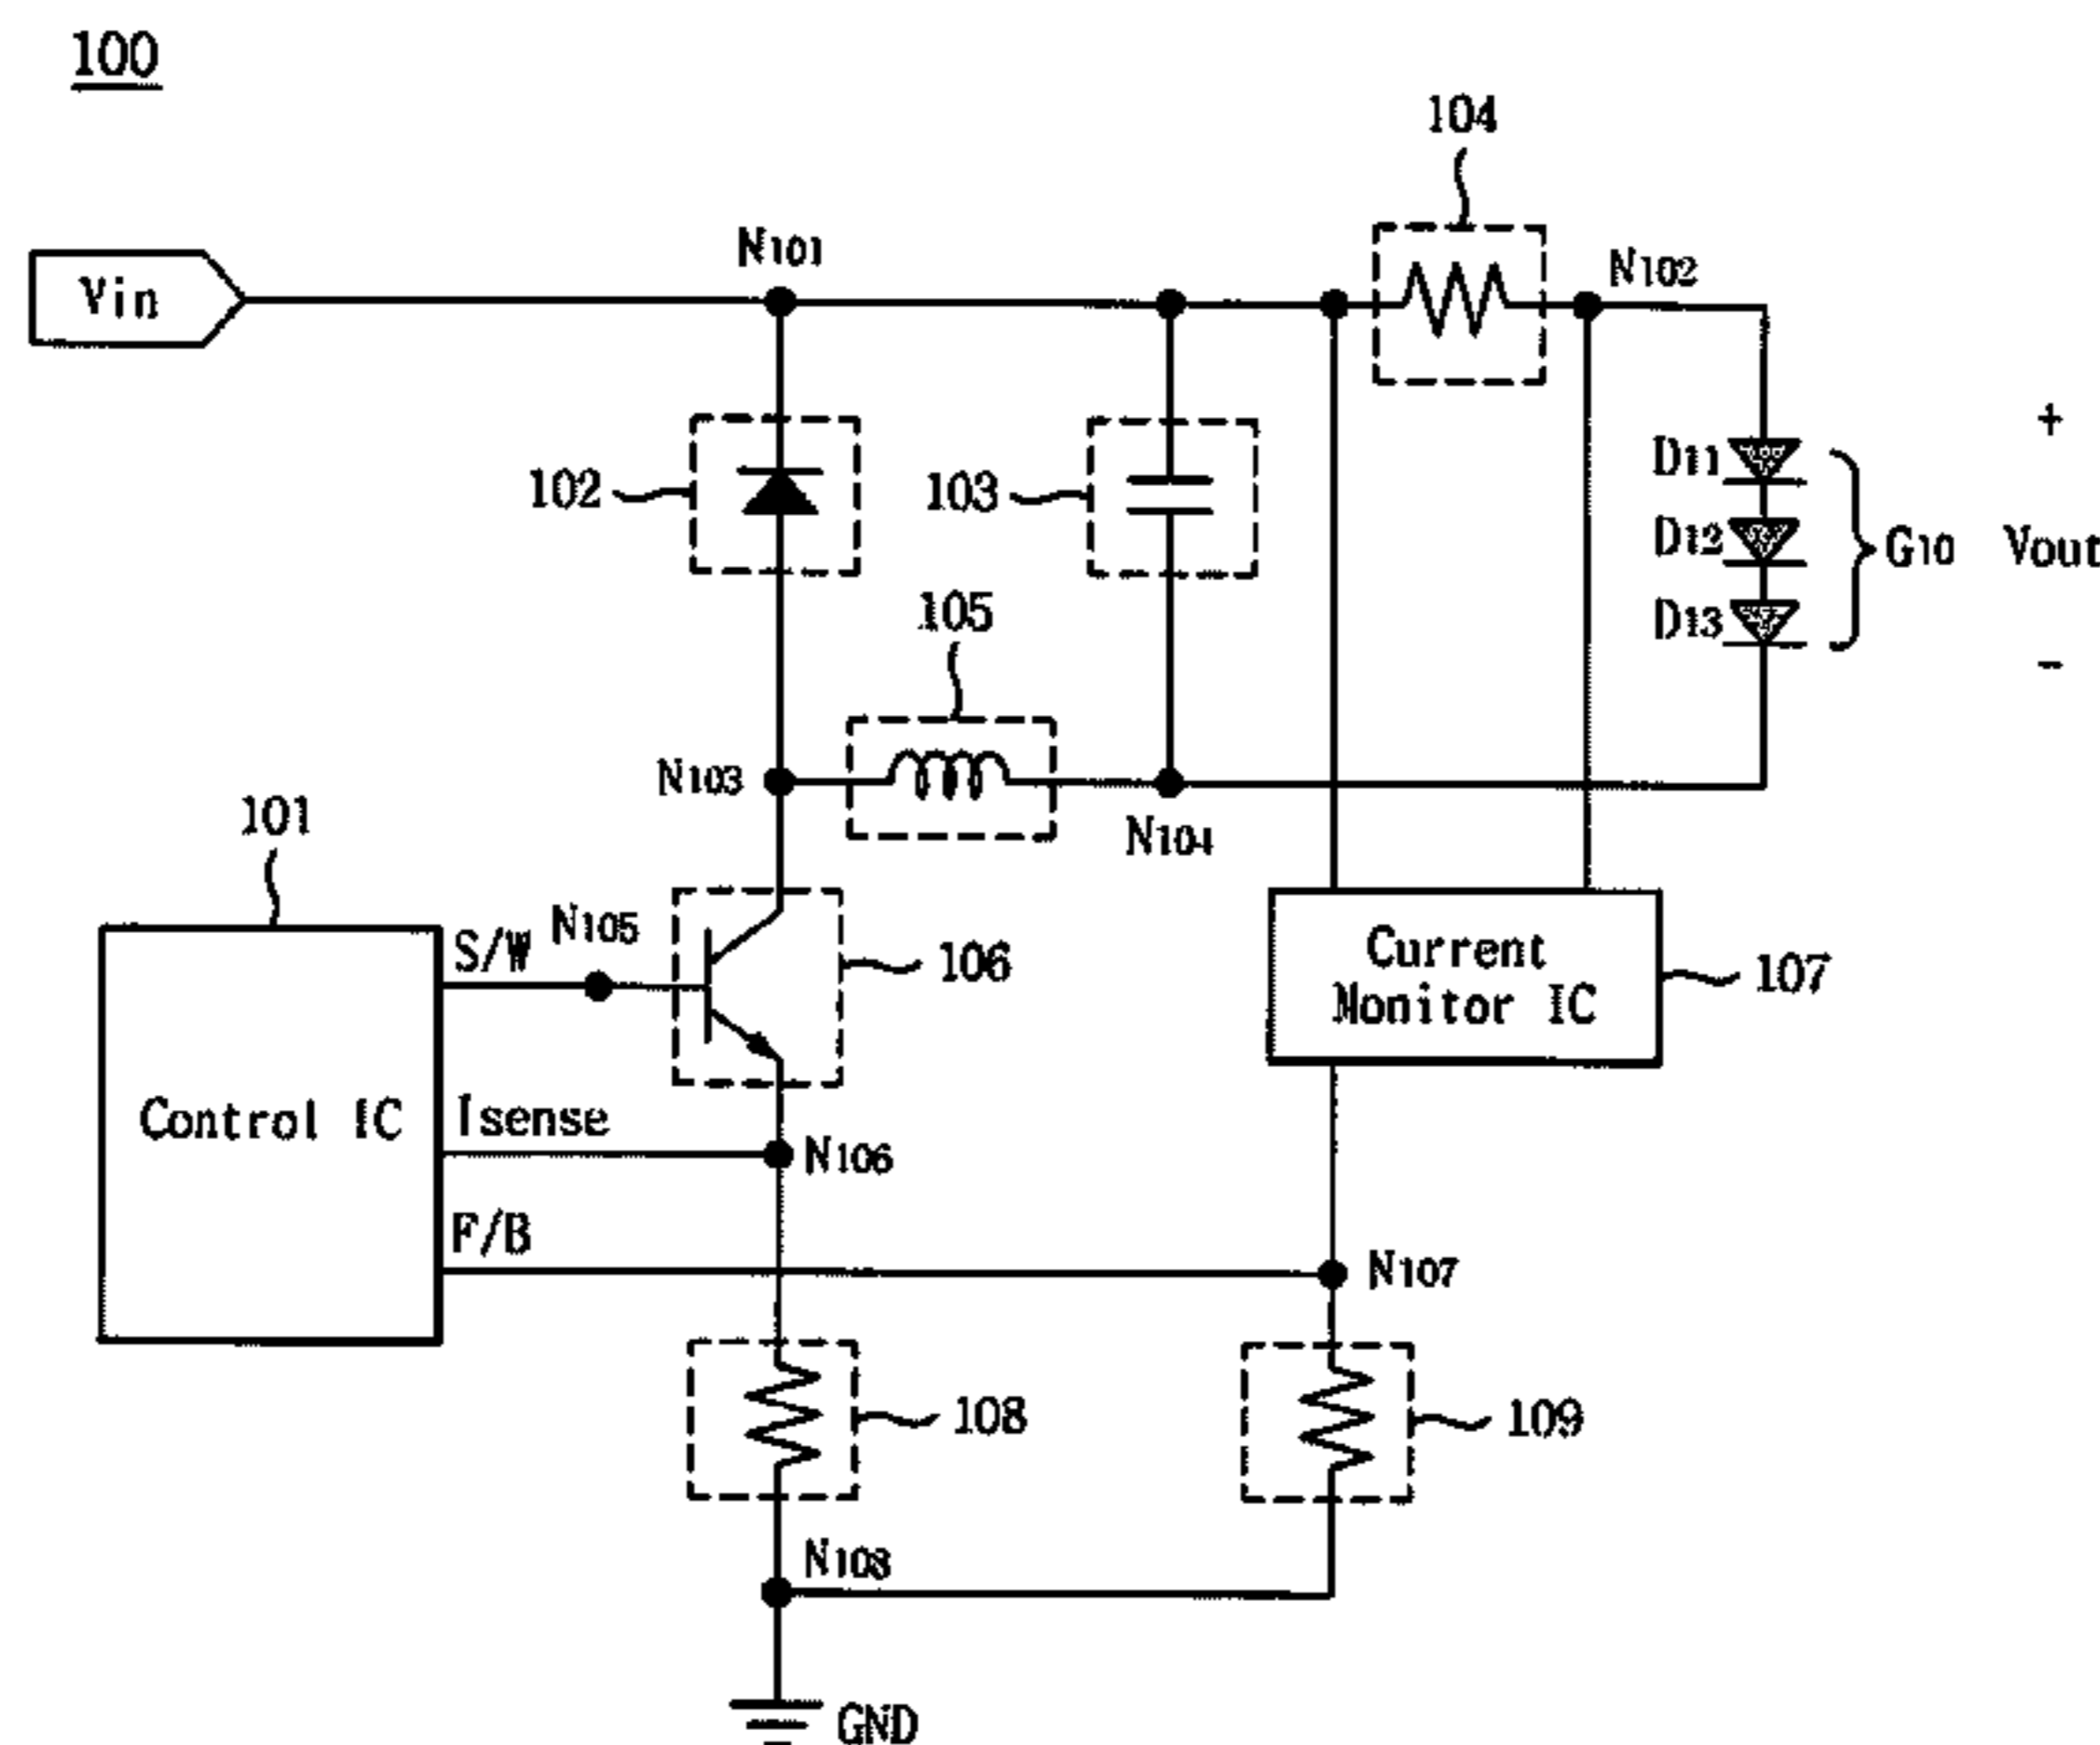 100
104
N101
N102
Vin
+
D11
102
103
D12
G10
Vout
105
D13
-
N103
101
N104
S/W
N105
106
Current
Monitor IC
107
Control IC
Isense
N106
F/B
N107
108
109
N108
GND